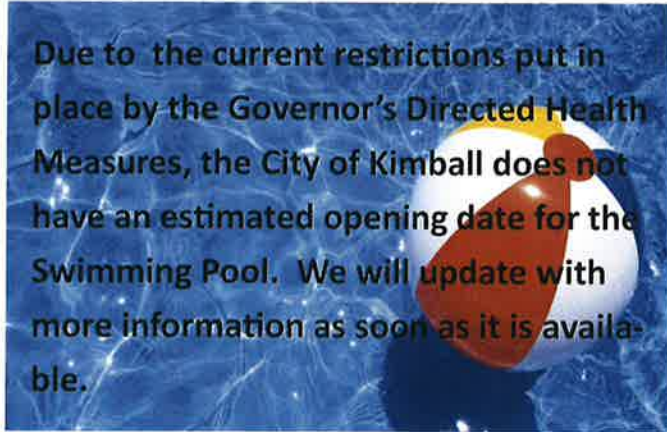 Due to  the current restrictions put in
place by the Governor's Directed Health
Measures, the City of Kimball does not
have an estimated opening date for the
Swimming Pool.  We will update with
more information as soon as it is availa-
ble.